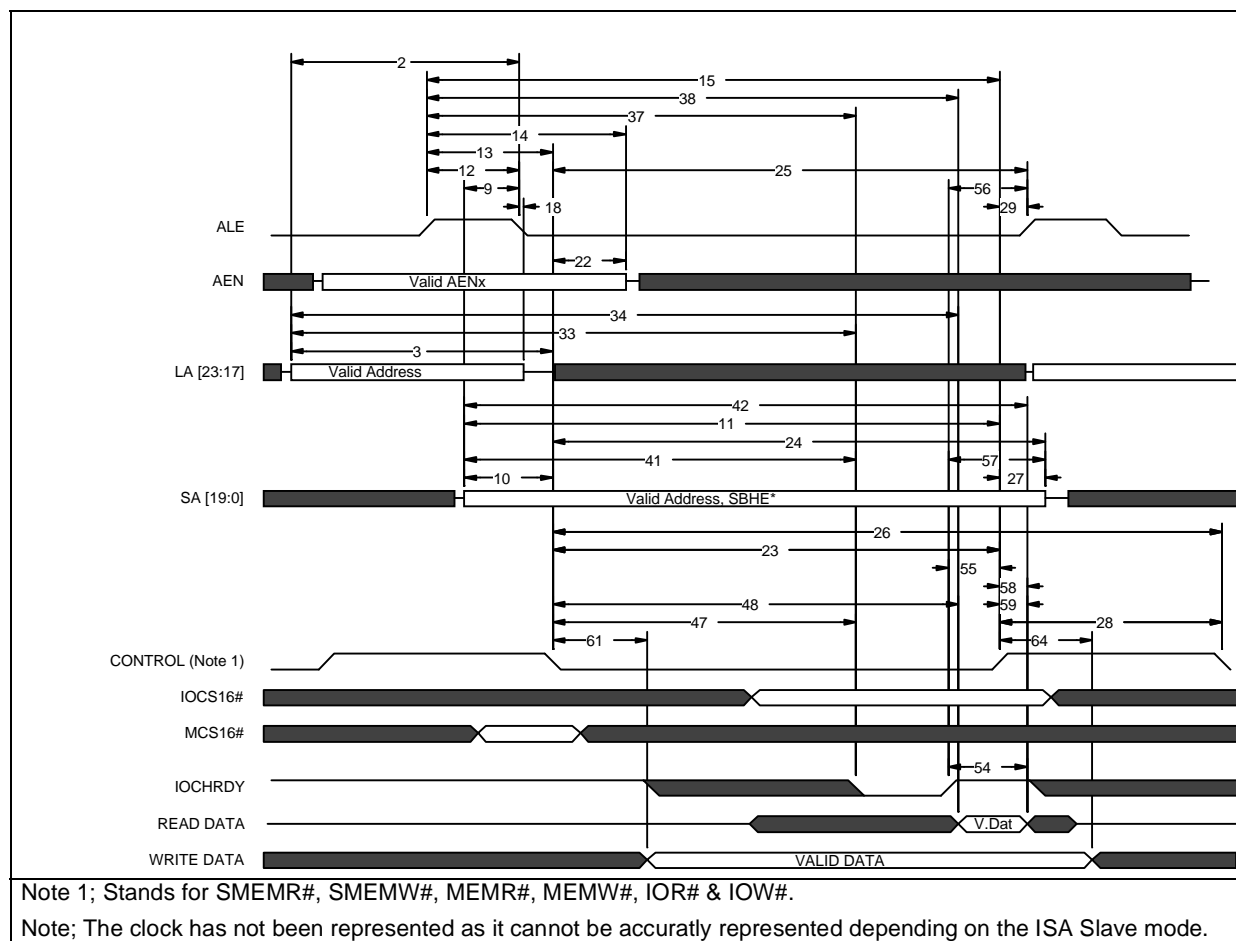 2
15
38
37
14
13
12
25
9
56
18
29
ALE
22
AEN
Valid AENx
34
33
3
LA [23:17]
Valid Address
42
11
24
41
57
10
27
SA [19:0]
Valid Address, SBHE*
26
23
55
58
48
59
47
28
61
64
CONTROL (Note 1)
IOCS16#
MCS16#
54
IOCHRDY
READ DATA
V.Dat
WRITE DATA
VALID DATA
Note 1; Stands for SMEMR#, SMEMW#, MEMR#, MEMW#, IOR# & IOW#.
Note; The clock has not been represented as it cannot be accuratly represented depending on the ISA Slave mode.